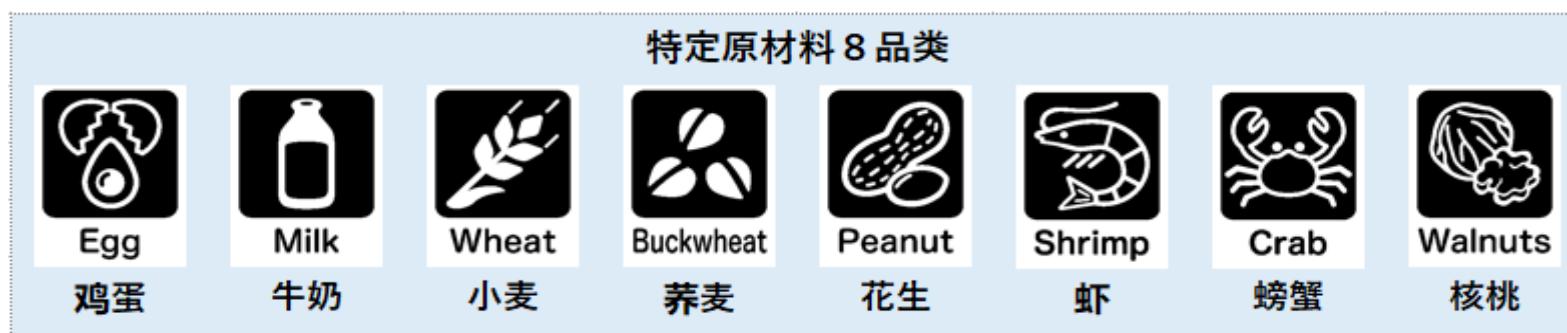 特定原材料８品类
Egg Milk Wheat Buckwheat Peanut Shrimp Crab Walnuts
鸡蛋 牛奶 小麦 荞麦 花生 虾 螃蟹 核桃